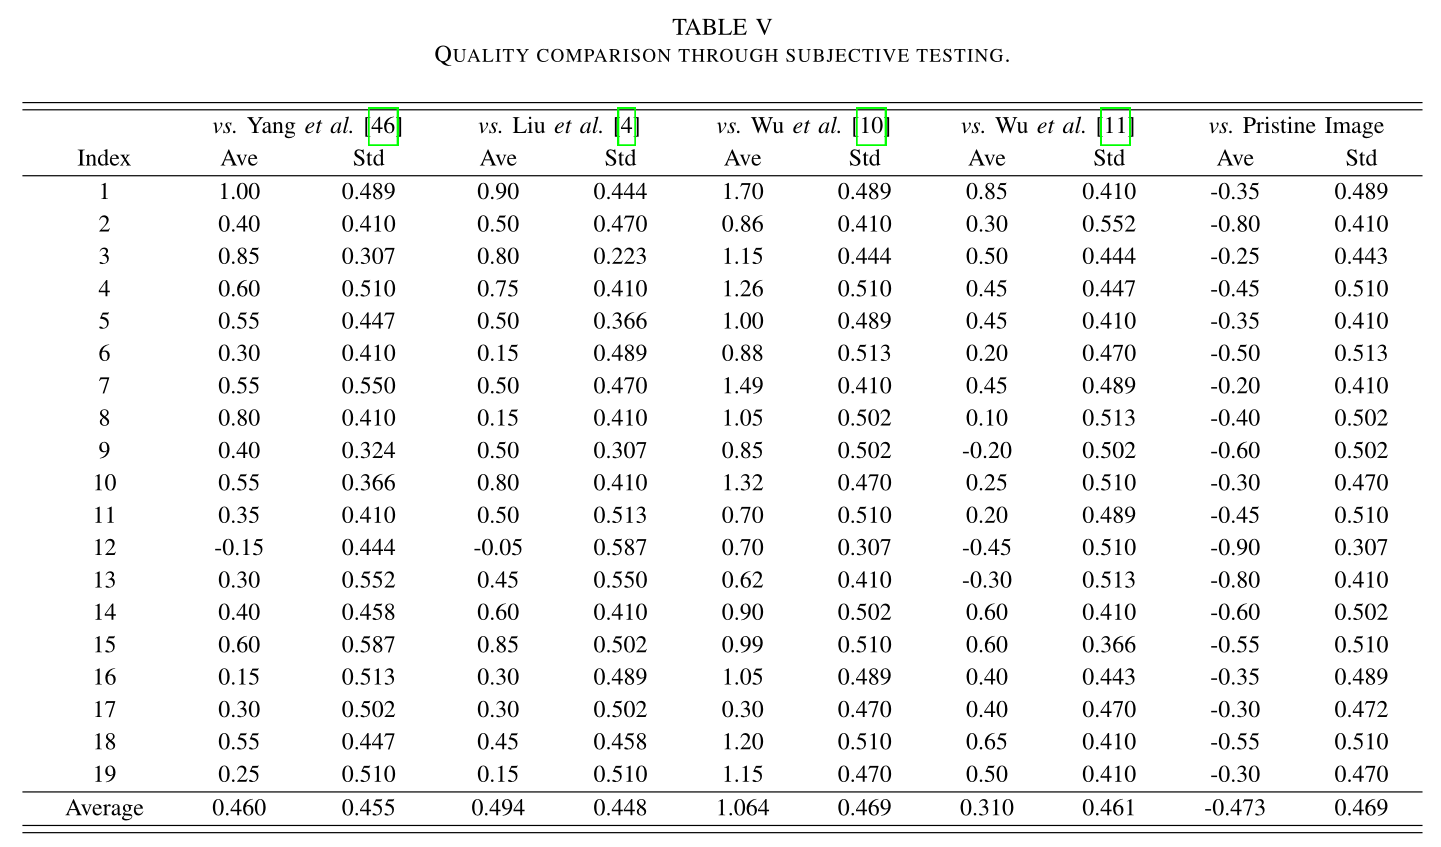 TABLE V
QUALITY COMPARISON THROUGH SUBJECTIVE TESTING.
vs. Yang et al. [46] vs. Liu et al. [4] vs. Wu et al. [10] vs. Wu et al. [11] vs. Pristine Image
Index Ave Std Ave Std Ave Std Ave Std Ave Std
1 1.00 0.489 0.90 0.444 1.70 0.489 0.85 0.410 -0.35 0.489
2 0.40 0.410 0.50 0.470 0.86 0.410 0.30 0.552 -0.80 0.410
3 0.85 0.307 0.80 0.223 1.15 0.444 0.50 0.444 -0.25 0.443
4 0.60 0.510 0.75 0.410 1.26 0.510 0.45 0.447 -0.45 0.510
5 0.55 0.447 0.50 0.366 1.00 0.489 0.45 0.410 -0.35 0.410
6 0.30 0.410 0.15 0.489 0.88 0.513 0.20 0.470 -0.50 0.513
7 0.55 0.550 0.50 0.470 1.49 0.410 0.45 0.489 -0.20 0.410
8 0.80 0.410 0.15 0.410 1.05 0.502 0.10 0.513 -0.40 0.502
9 0.40 0.324 0.50 0.307 0.85 0.502 -0.20 0.502 -0.60 0.502
10 0.55 0.366 0.80 0.410 1.32 0.470 0.25 0.510 -0.30 0.470
11 0.35 0.410 0.50 0.513 0.70 0.510 0.20 0.489 -0.45 0.510
12 -0.15 0.444 -0.05 0.587 0.70 0.307 -0.45 0.510 -0.90 0.307
13 0.30 0.552 0.45 0.550 0.62 0.410 -0.30 0.513 -0.80 0.410
14 0.40 0.458 0.60 0.410 0.90 0.502 0.60 0.410 -0.60 0.502
15 0.60 0.587 0.85 0.502 0.99 0.510 0.60 0.366 -0.55 0.510
16 0.15 0.513 0.30 0.489 1.05 0.489 0.40 0.443 -0.35 0.489
17 0.30 0.502 0.30 0.502 0.30 0.470 0.40 0.470 -0.30 0.472
18 0.55 0.447 0.45 0.458 1.20 0.510 0.65 0.410 -0.55 0.510
19 0.25 0.510 0.15 0.510 1.15 0.470 0.50 0.410 -0.30 0.470
Average 0.460 0.455 0.494 0.448 1.064 0.469 0.310 0.461 -0.473 0.469